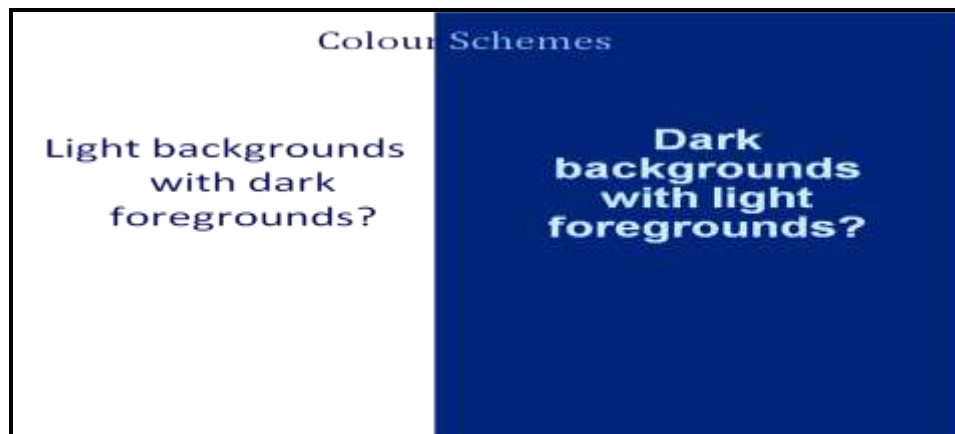 Colour Schemes
Light backgrounds
with dark
foregrounds?
Dark
backgrounds
with light
foregrounds?